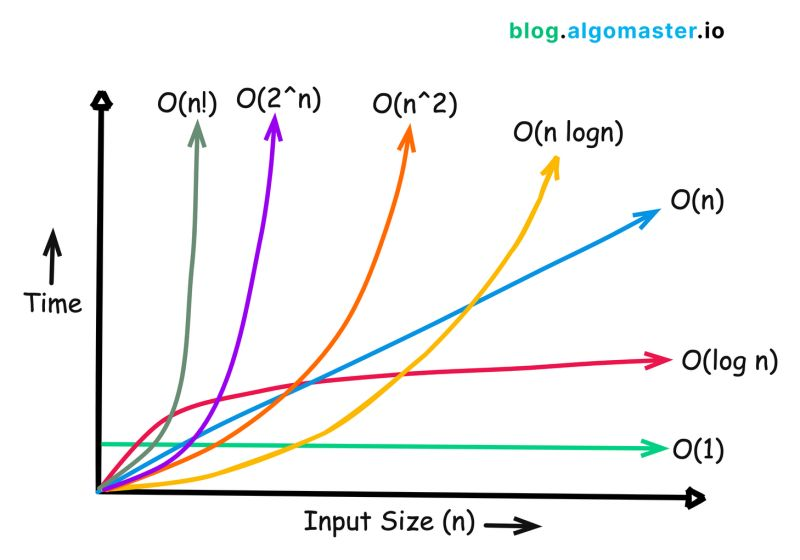 blog.algomaster.io
O(n!)
O(2^n)
O(n^2)
O(n logn)
O(n)
Time
O(log n)
O(1)
Input Size (n)